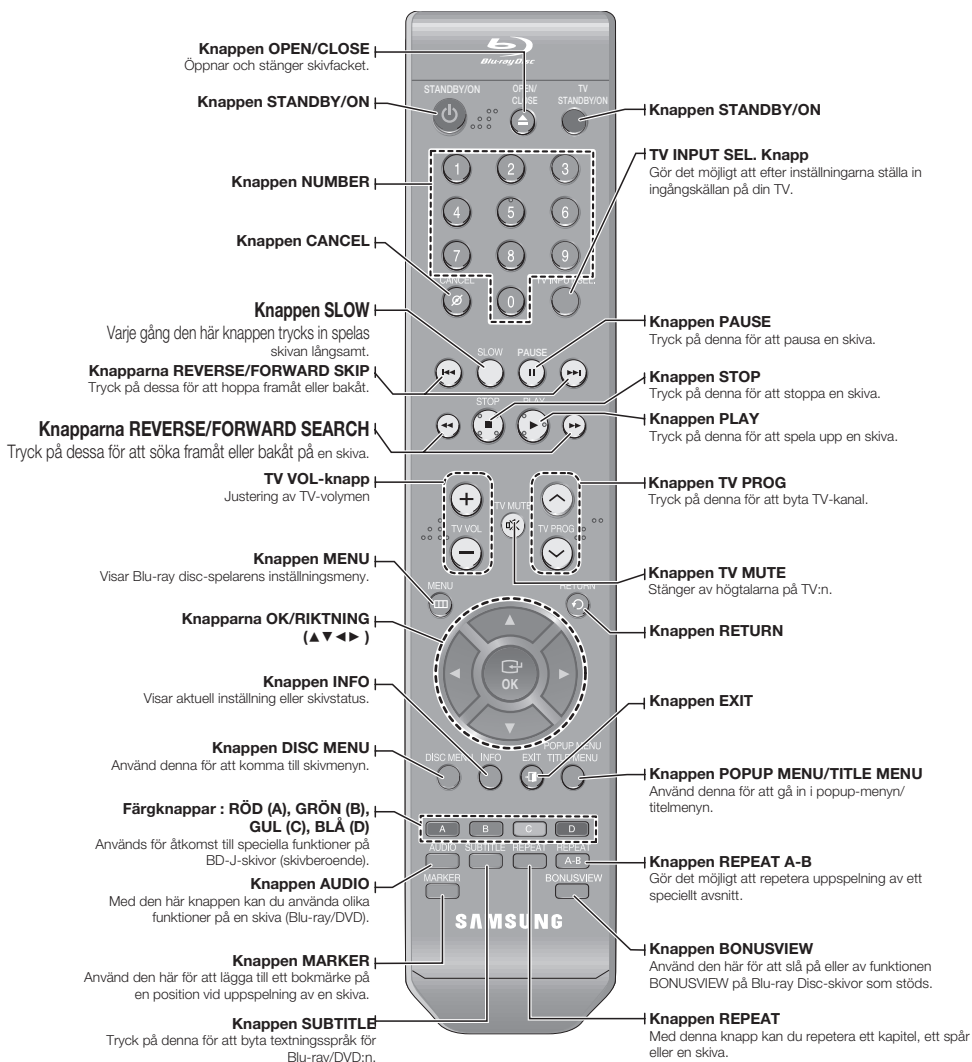 Knappen OPEN/CLOSE
Öppnar och stänger skivfacket.
Knappen STANDBY/ON
Knappen NUMBER
Knappen CANCEL
Knappen SLOW
Varje gång den här knappen trycks in spelas
skivan långsamt.
Knapparna REVERSE/FORWARD SKIP
Tryck på dessa för att hoppa framåt eller bakåt.
Knapparna REVERSE/FORWARD SEARCH
Tryck på dessa för att söka framåt eller bakåt på en skiva.
TV VOL-knapp
Justering av TV-volymen
Knappen MENU
Visar Blu-ray disc-spelarens inställningsmeny.
Knapparna OK/RIKTNING
(▲▼◄► )
Knappen INFO
Visar aktuell inställning eller skivstatus.
Knappen DISC MENU
Använd denna för att komma till skivmenyn.
Färgknappar : RÖD (A), GRÖN (B),
GUL (C), BLÅ (D)
Används för åtkomst till speciella funktioner på
BD-J-skivor (skivberoende).
Knappen AUDIO
Med den här knappen kan du använda olika
funktioner på en skiva (Blu-ray/DVD).
Knappen MARKER
Använd den här för att lägga till ett bokmärke på
en position vid uppspelning av en skiva.
Knappen SUBTITLE
Tryck på denna för att byta textningsspråk för
Blu-ray/DVD:n.
Blu-ray Disc
STANDBY/ON
OPEN/
CLOSE
TV
STANDBY/ON
1 2 3
4 5 6
7 8 9
CANCEL
0
TV INPUT SEL.
SLOW PAUSE
STOP PLAY
TV VOL
TV MUTE
TV PROG
MENU
RETURN
OK
DISC MENU INFO EXIT
POPUP MENU
TITLE MENU
A B C D
AUDIO SUBTITLE REPEAT REPEAT
A-B
MARKER
BONUSVIEW
SAMSUNG
Knappen STANDBY/ON
TV INPUT SEL. Knapp
Gör det möjligt att efter inställningarna ställa in
ingångskällan på din TV.
Knappen PAUSE
Tryck på denna för att pausa en skiva.
Knappen STOP
Tryck på denna för att stoppa en skiva.
Knappen PLAY
Tryck på denna för att spela upp en skiva.
Knappen TV PROG
Tryck på denna för att byta TV-kanal.
Knappen TV MUTE
Stänger av högtalarna på TV:n.
Knappen RETURN
Knappen EXIT
Knappen POPUP MENU/TITLE MENU
Använd denna för att gå in i popup-menyn/
titelmenyn.
Knappen REPEAT A-B
Gör det möjligt att repetera uppspelning av ett
speciellt avsnitt.
Knappen BONUSVIEW
Använd den här för att slå på eller av funktionen
BONUSVIEW på Blu-ray Disc-skivor som stöds.
Knappen REPEAT
Med denna knapp kan du repetera ett kapitel, ett spår
eller en skiva.